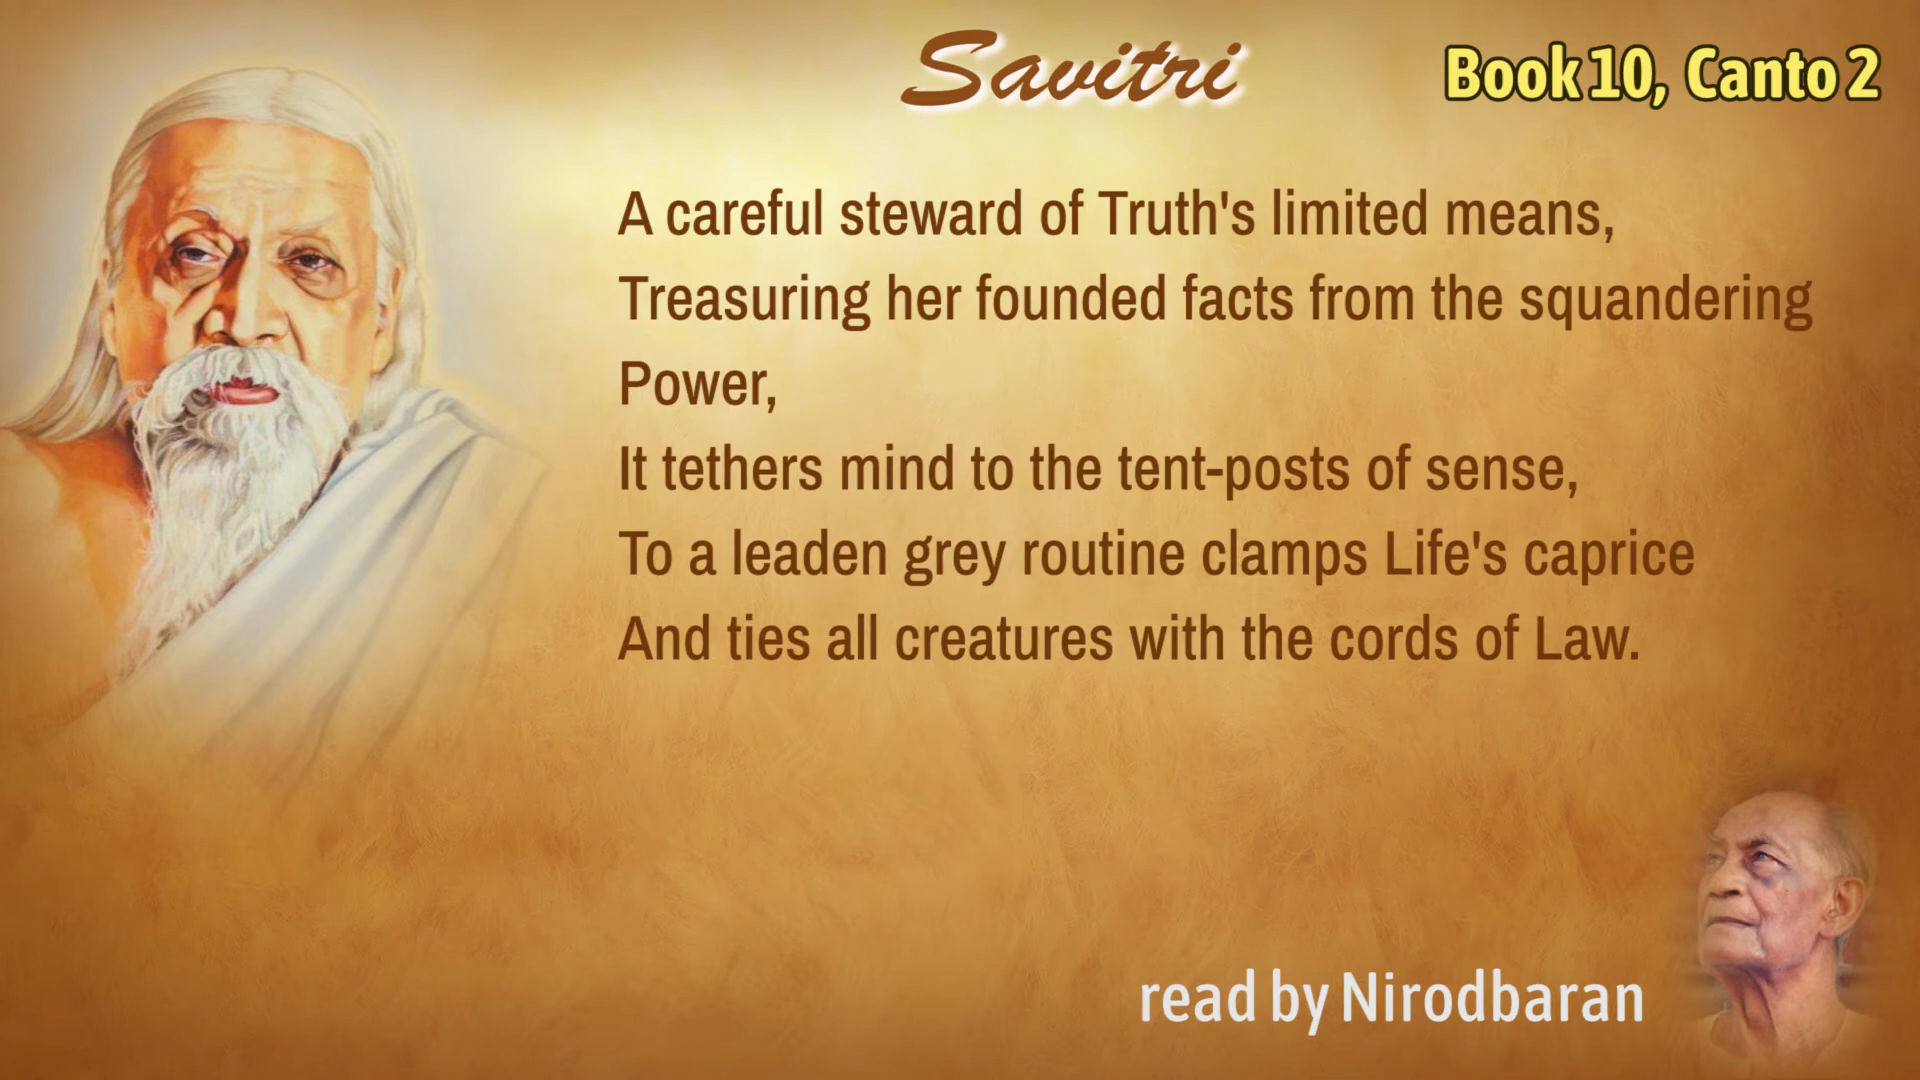 Savitri
Book 10, Canto 2
A careful steward of Truth's limited means,
Treasuring her founded facts from the squandering
Power,
It tethers mind to the tent-posts of sense,
To a leaden grey routine clamps Life's caprice
And ties all creatures with the cords of Law.
read by Nirodbaran